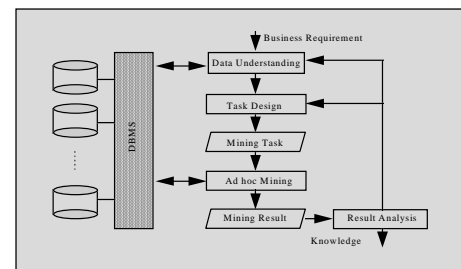 Business Requirement
Data Understanding
Task Design
DBMS
Mining Task
Ad hoc Mining
Mining Result
Result Analysis
Knowledge